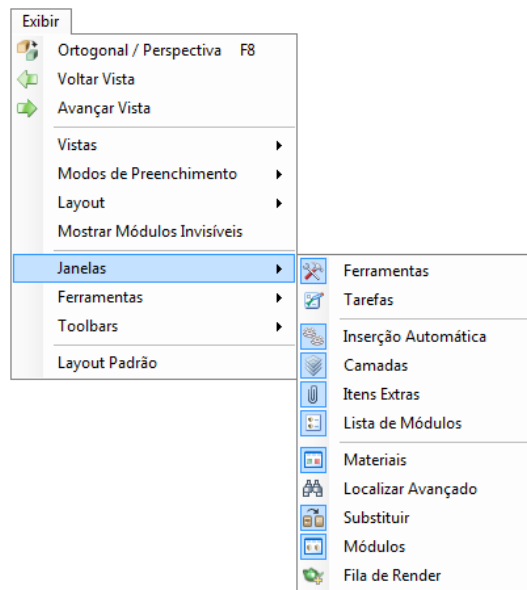 Exibir
Ortogonal / Perspectiva F8
Voltar Vista
Avançar Vista
Vistas
Modos de Preenchimento
Layout
Mostrar Módulos Invisíveis
Janelas
Ferramentas
Toolbars
Layout Padrão
Ferramentas
Tarefas
Inserção Automática
Camadas
Itens Extras
Lista de Módulos
Materiais
Localizar Avançado
Substituir
Módulos
Fila de Render